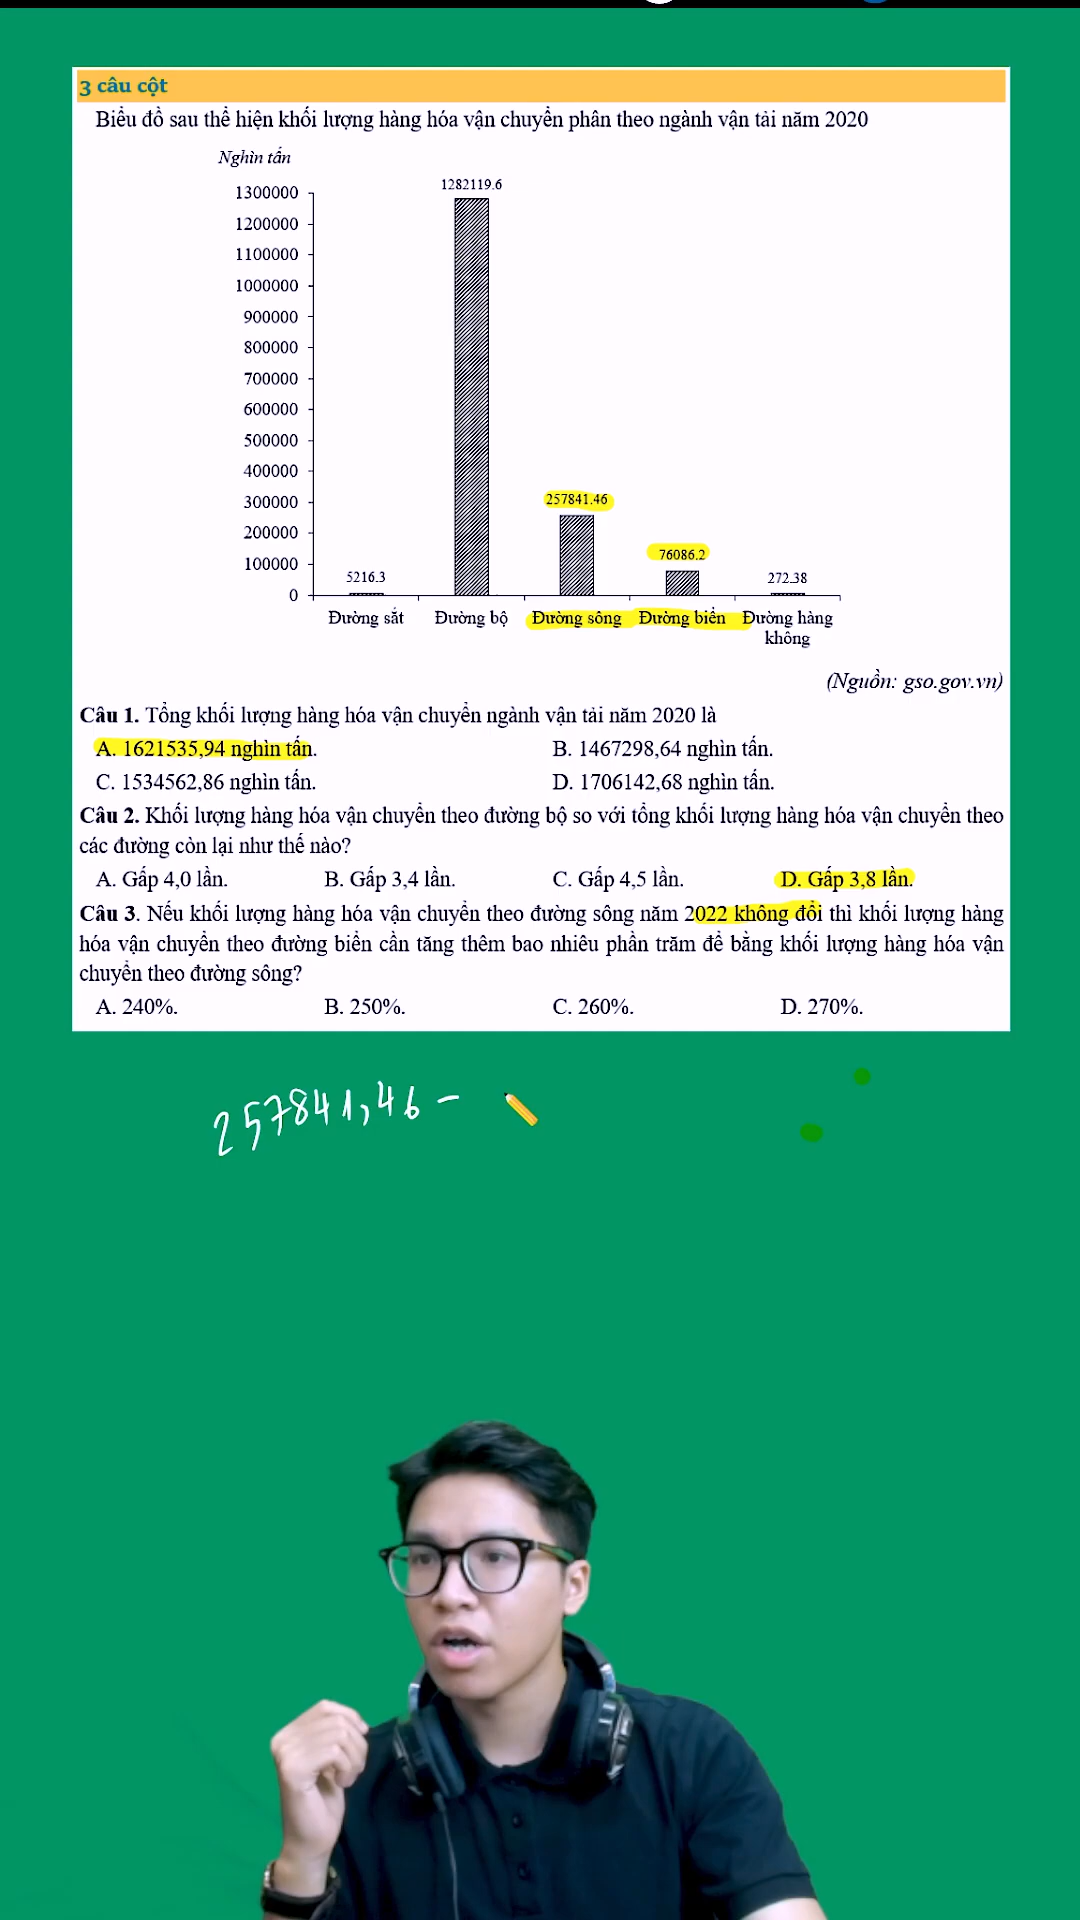 3 câu cột
Biểu đồ sau thể hiện khối lượng hàng hóa vận chuyển phân theo ngành vận tải năm 2020
Nghìn tấn
1300000
1200000
1100000
1000000
900000
800000
700000
600000
500000
400000
300000
200000
100000
0
5216.3
1282119.6
257841.46
76086.2
272.38
Đường sắt
Đường bộ
Đường sông
Đường biển
Đường hàng
không
(Nguồn: gso.gov.vn)
Câu 1. Tổng khối lượng hàng hóa vận chuyển ngành vận tải năm 2020 là
A. 1621535,94 nghìn tấn. B. 1467298,64 nghìn tấn.
C. 1534562,86 nghìn tấn. D. 1706142,68 nghìn tấn.
Câu 2. Khối lượng hàng hóa vận chuyển theo đường bộ so với tổng khối lượng hàng hóa vận chuyển theo
các đường còn lại như thế nào?
A. Gấp 4,0 lần. B. Gấp 3,4 lần. C. Gấp 4,5 lần. D. Gấp 3,8 lần.
Câu 3. Nếu khối lượng hàng hóa vận chuyển theo đường sông năm 2022 không đổi thì khối lượng hàng
hóa vận chuyển theo đường biển cần tăng thêm bao nhiêu phần trăm để bằng khối lượng hàng hóa vận
chuyển theo đường sông?
A. 240%. B. 250%. C. 260%. D. 270%.
257841,46 -